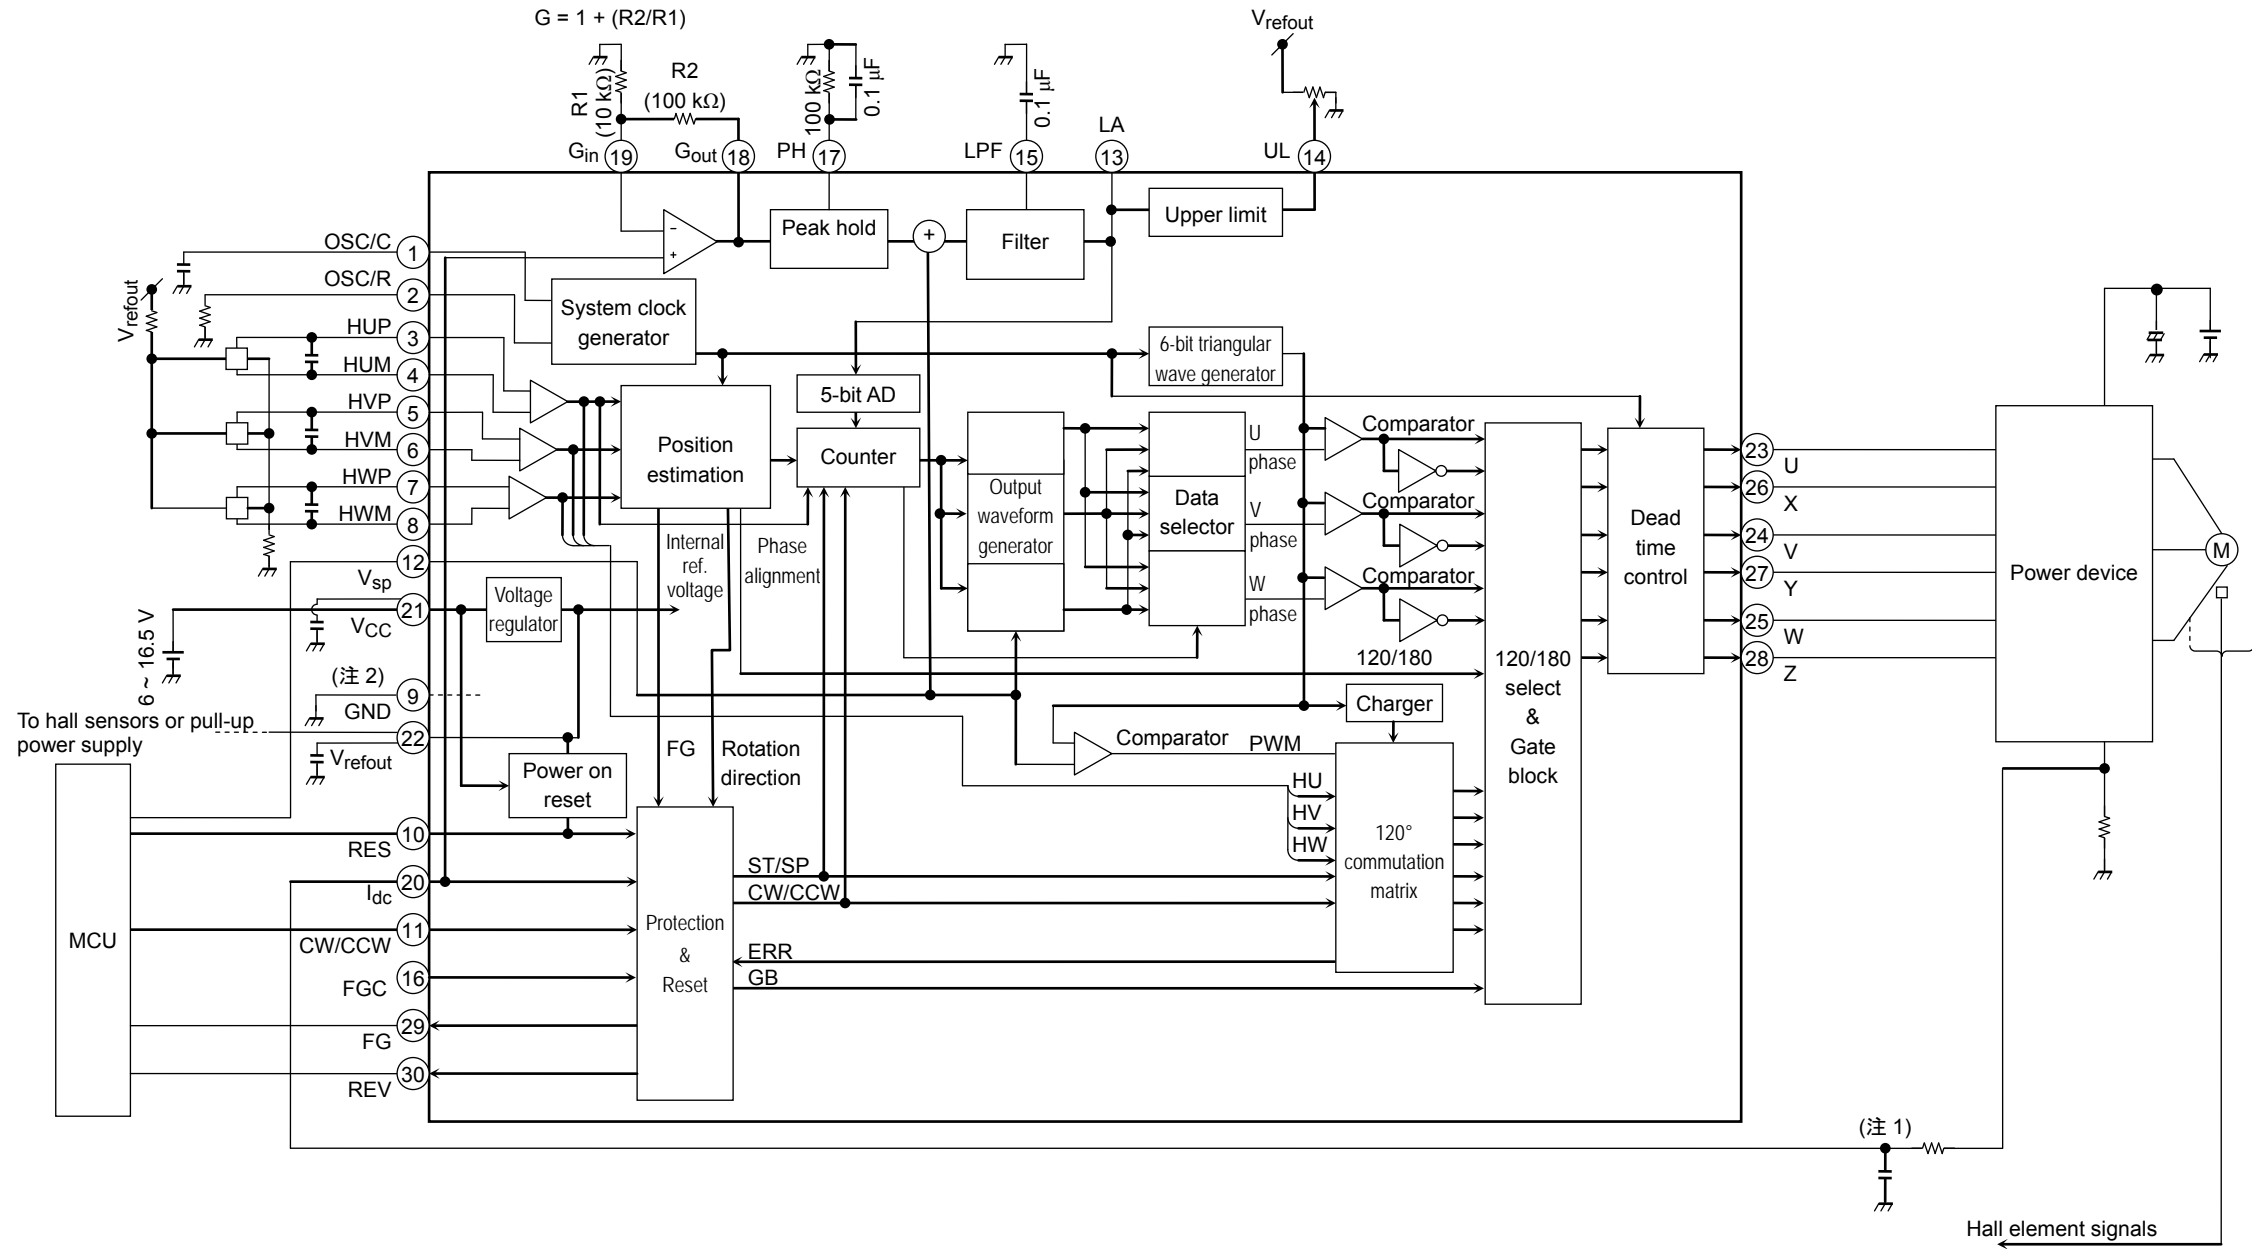 G = 1 + (R2/R1)
Vrefout
R1
(10 kΩ)
R2
(100 kΩ)
100 kΩ
0.1 μF
0.1 μF
Gin
19
Gout
18
PH
17
LPF
15
LA
13
UL
14
Peak hold
+
Filter
Upper limit
−
+
OSC/C
1
OSC/R
2
Vrefout
HUP
3
HUM
4
HVP
5
HVM
6
HWP
7
HWM
8
12
Vsp
21
VCC
6 ~ 16.5 V
(注 2)
9
GND
To hall sensors or pull-up
power supply
22
Vrefout
10
RES
20
Idc
11
CW/CCW
16
FGC
29
FG
30
REV
MCU
System clock
generator
6-bit triangular
wave generator
5-bit AD
Position
estimation
Counter
Output
waveform
generator
Data
selector
U
phase
V
phase
W
phase
Comparator
Comparator
Comparator
Internal
ref.
voltage
Phase
alignment
Voltage
regulator
120/180
120/180
select
&
Gate
block
Dead
time
control
23
U
26
X
24
V
27
Y
25
W
28
Z
Power device
M
Charger
Comparator
PWM
Power on
reset
FG
Rotation
direction
HU
HV
HW
120°
commutation
matrix
ST/SP
CW/CCW
Protection
&
Reset
ERR
GB
(注 1)
Hall element signals